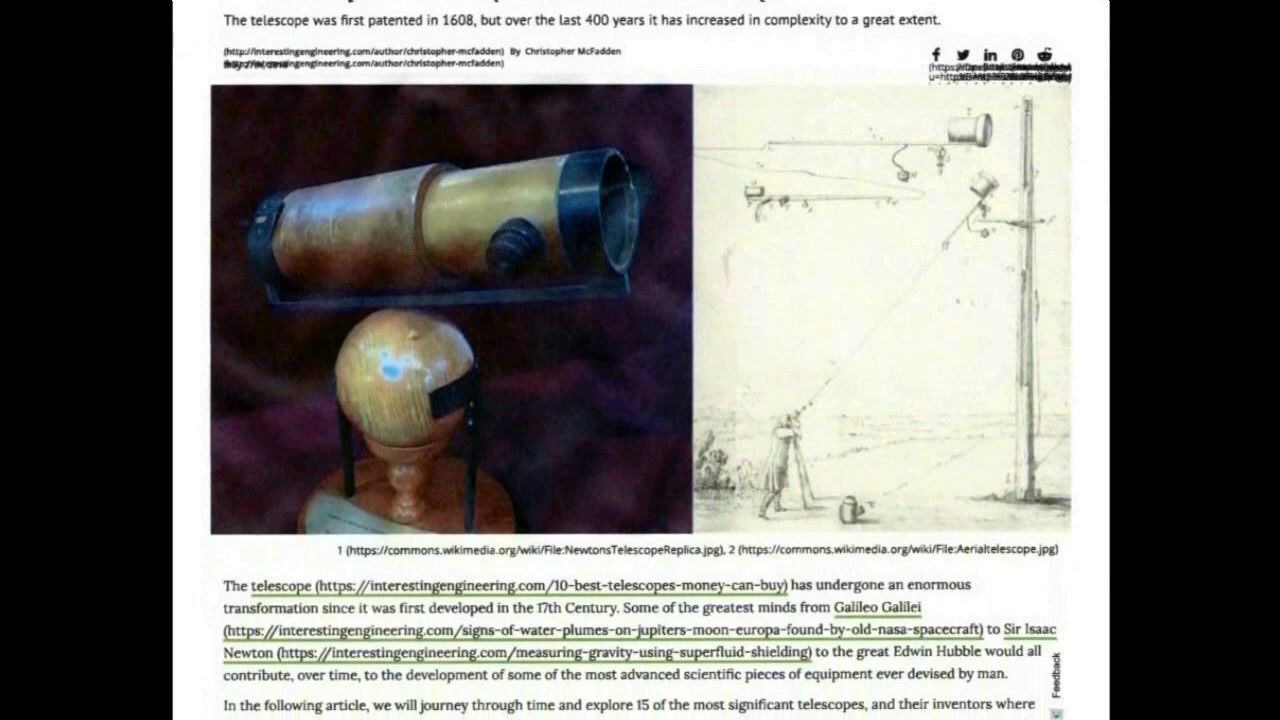 The telescope was first patented in 1608, but over the last 400 years it has increased in complexity to a great extent.
(http://interestingengineering.com/author/christopher-mcfadden) By Christopher McFadden
ingengineering.com/author/christopher-mcfadden)
(https:
u=http
1 (https://commons.wikimedia.org/wiki/File:NewtonsTelescopeReplica.jpg), 2 (https://commons.wikimedia.org/wiki/File:Aerialtelescope.jpg)
The telescope (https://interestingengineering.com/10-best-telescopes-money-can-buy) has undergone an enormous
transformation since it was first developed in the 17th Century. Some of the greatest minds from Galileo Galilei
(https://interestingengineering.com/signs-of-water-plumes-on-jupiters-moon-europa-found-by-old-nasa-spacecraft) to Sir Isaac
Newton (https://interestingengineering.com/measuring-gravity-using-superfluid-shielding) to the great Edwin Hubble would all
contribute, over time, to the development of some of the most advanced scientific pieces of equipment ever devised by man.
Feedback
In the following article, we will journey through time and explore 15 of the most significant telescopes, and their inventors where